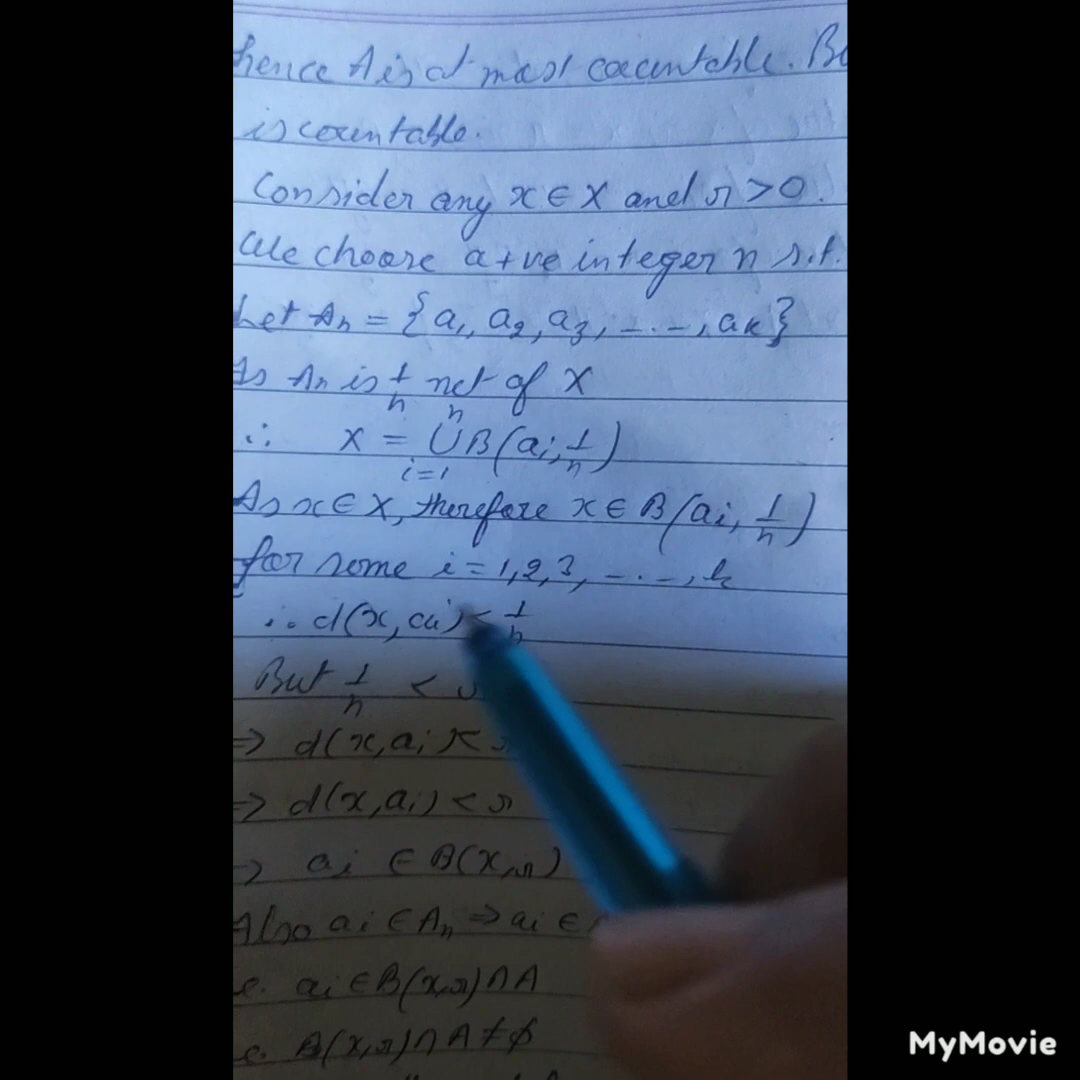 hence A is at most countable. Bu
is countable.
Consider any x ∈ X and r > 0.
We choose a +ve integer n s.t.
Let An = {a1, a2, a3, ..., ak}
As An is 1/n net of X
∴ X = n⋃i=1 B(ai, 1/n)
As x ∈ X, therefore x ∈ B(ai, 1/n)
for some i = 1,2,3, ..., k
∴ d(x, ai) < 1/n
But 1/n < r
⇒ d(x, ai) <
⇒ d(x, ai) < r
⇒ ai ∈ B(x, r)
Also ai ∈ An ⇒ ai ∈
e. ai ∈ B(x,r) ∩ A
e. B(x,r) ∩ A ≠ ϕ
MyMovie